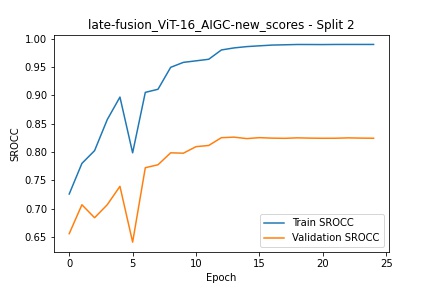 late-fusion_ViT-16_AIGC-new_scores - Split 2
1.00
0.95
0.90
0.85
0.80
0.75
0.70
0.65
SROCC
Train SROCC
Validation SROCC
0 5 10 15 20 25
Epoch